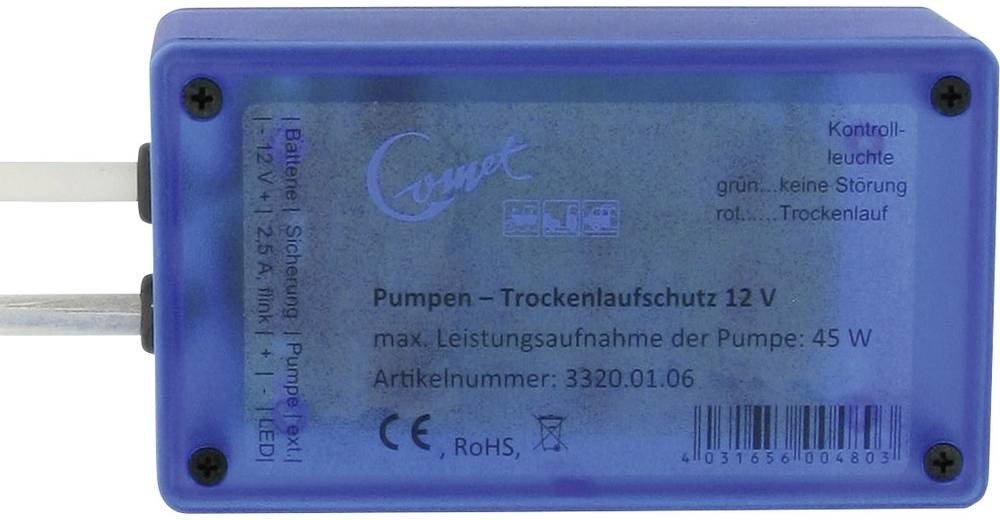 Comet
Kontroll-
leuchte
grün...keine Störung
rot......Trockenlauf
Pumpen – Trockenlaufschutz 12 V
max. Leistungsaufnahme der Pumpe: 45 W
Artikelnummer: 3320.01.06
CE, RoHS,
4 031656 004803
| Batterie | Sicherung | Pumpe | ext. |
| - 12 V + | 2,5 A, flink | + | - | LED |